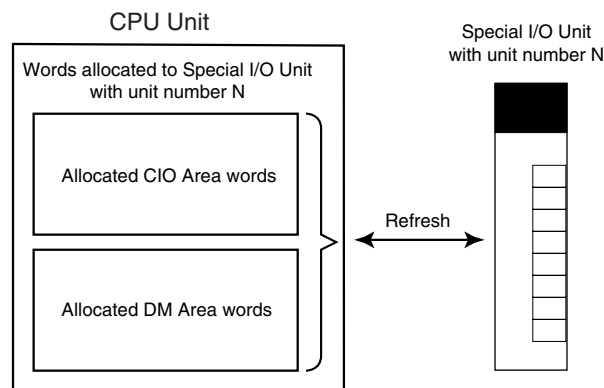 CPU Unit
Words allocated to Special I/O Unit
with unit number N
Allocated CIO Area words
Allocated DM Area words
Refresh
Special I/O Unit
with unit number N